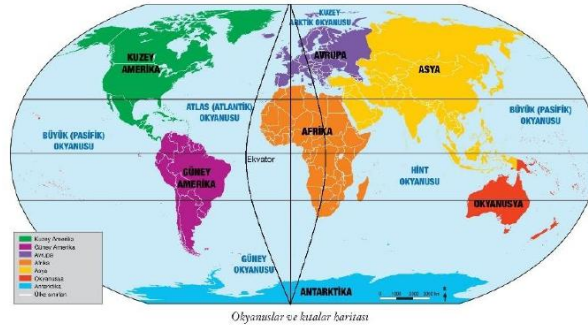 KUZEY
ARKTİK OKYANUSU
KUZEY
AMERİKA
AVRUPA
ASYA
ATLAS (ATLANTİK)
OKYANUSU
BÜYÜK (PASİFİK)
OKYANUSU
AFRİKA
BÜYÜK (PASİFİK)
OKYANUSU
Ekvator
GÜNEY
AMERİKA
HİNT
OKYANUSU
OKYANUSYA
GÜNEY
OKYANUSU
ANTARKTİKA
Kuzey Amerika
Güney Amerika
Avrupa
Afrika
Asya
Okyanusya
Antarktika
Ülke sınırları
Okyanuslar ve kıtalar haritası